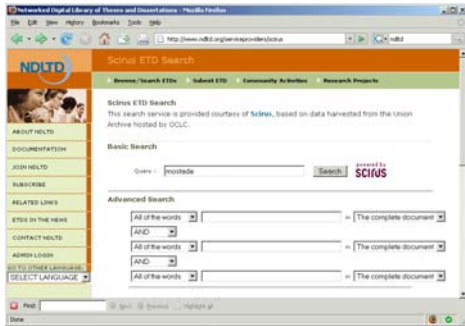 Networked Digital Library of Theses and Dissertations - Mozilla Firefox
File Edit View History Bookmarks Tools Help
http://www.ndltd.org/serviceproviders/scirus
ndltd
NDLTD
Scirus ETD Search
Browse/Search ETDs Submit ETD Community Activities Research Projects
Scirus ETD Search
This search service is provided courtesy of Scirus, based on data harvested from the Union
Archive hosted by OCLC.
Basic Search
Query : mostada Search powered by SCIRUS
Advanced Search
All of the words in The complete document
AND
All of the words in The complete document
AND
All of the words in The complete document
ABOUT NDLTD
DOCUMENTATION
JOIN NDLTD
SUBSCRIBE
RELATED LINKS
ETDS IN THE NEWS
CONTACT NDLTD
ADMIN LOGIN
GO TO OTHER LANGUAGE:
SELECT LANGUAGE
Find: Next Previous Highlight all
Done